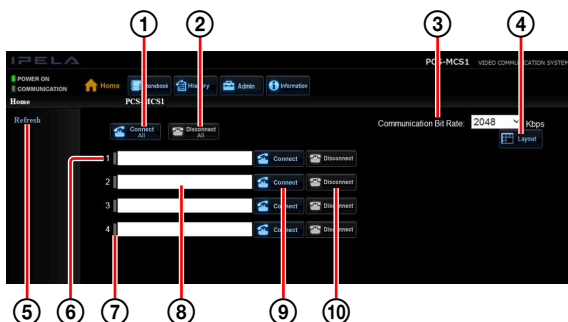 ① ② ③ ④
IPELA
PCS-MCS1 VIDEO COMMUNICATION SYSTEM
POWER ON
COMMUNICATION
Home Phonebook History Admin Information
Home PCS-MCS1
Refresh
Connect All Disconnect All
Communication Bit Rate: 2048 Kbps
Layout
1 Connect Disconnect
2 Connect Disconnect
3 Connect Disconnect
4 Connect Disconnect
⑤ ⑥ ⑦ ⑧ ⑨ ⑩